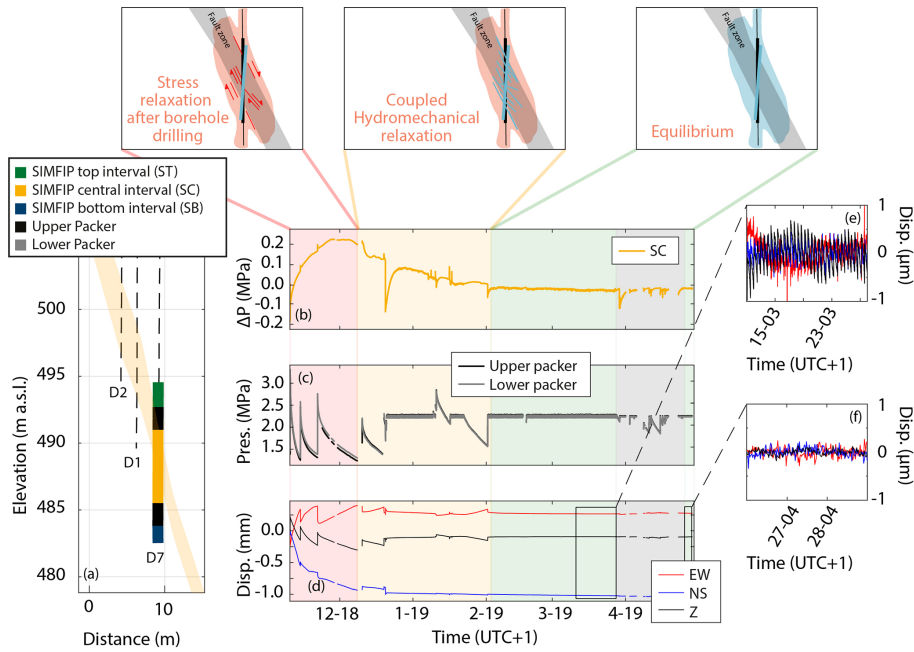 Fault zone
Stress
relaxation
after borehole
drilling
Fault zone
Coupled
Hydromechanical
relaxation
Fault zone
Equilibrium
SIMFIP top interval (ST)
SIMFIP central interval (SC)
SIMFIP bottom interval (SB)
Upper Packer
Lower Packer
500
495
490
485
480
Elevation (m a.s.l.)
D2
D1
D7
(a)
0
10
Distance (m)
0.2
0.1
0.0
-0.1
-0.2
ΔP (MPa)
(b)
SC
3.0
2.5
2.0
1.5
Pres. (MPa)
(c)
Upper packer
Lower packer
0.0
-0.5
-1.0
Disp. (mm)
(d)
EW
NS
Z
12-18
1-19
2-19
3-19
4-19
Time (UTC+1)
(e)
1
0
-1
Disp. (μm)
15-03
23-03
Time (UTC+1)
(f)
1
0
-1
Disp. (μm)
27-04
28-04
Time (UTC+1)